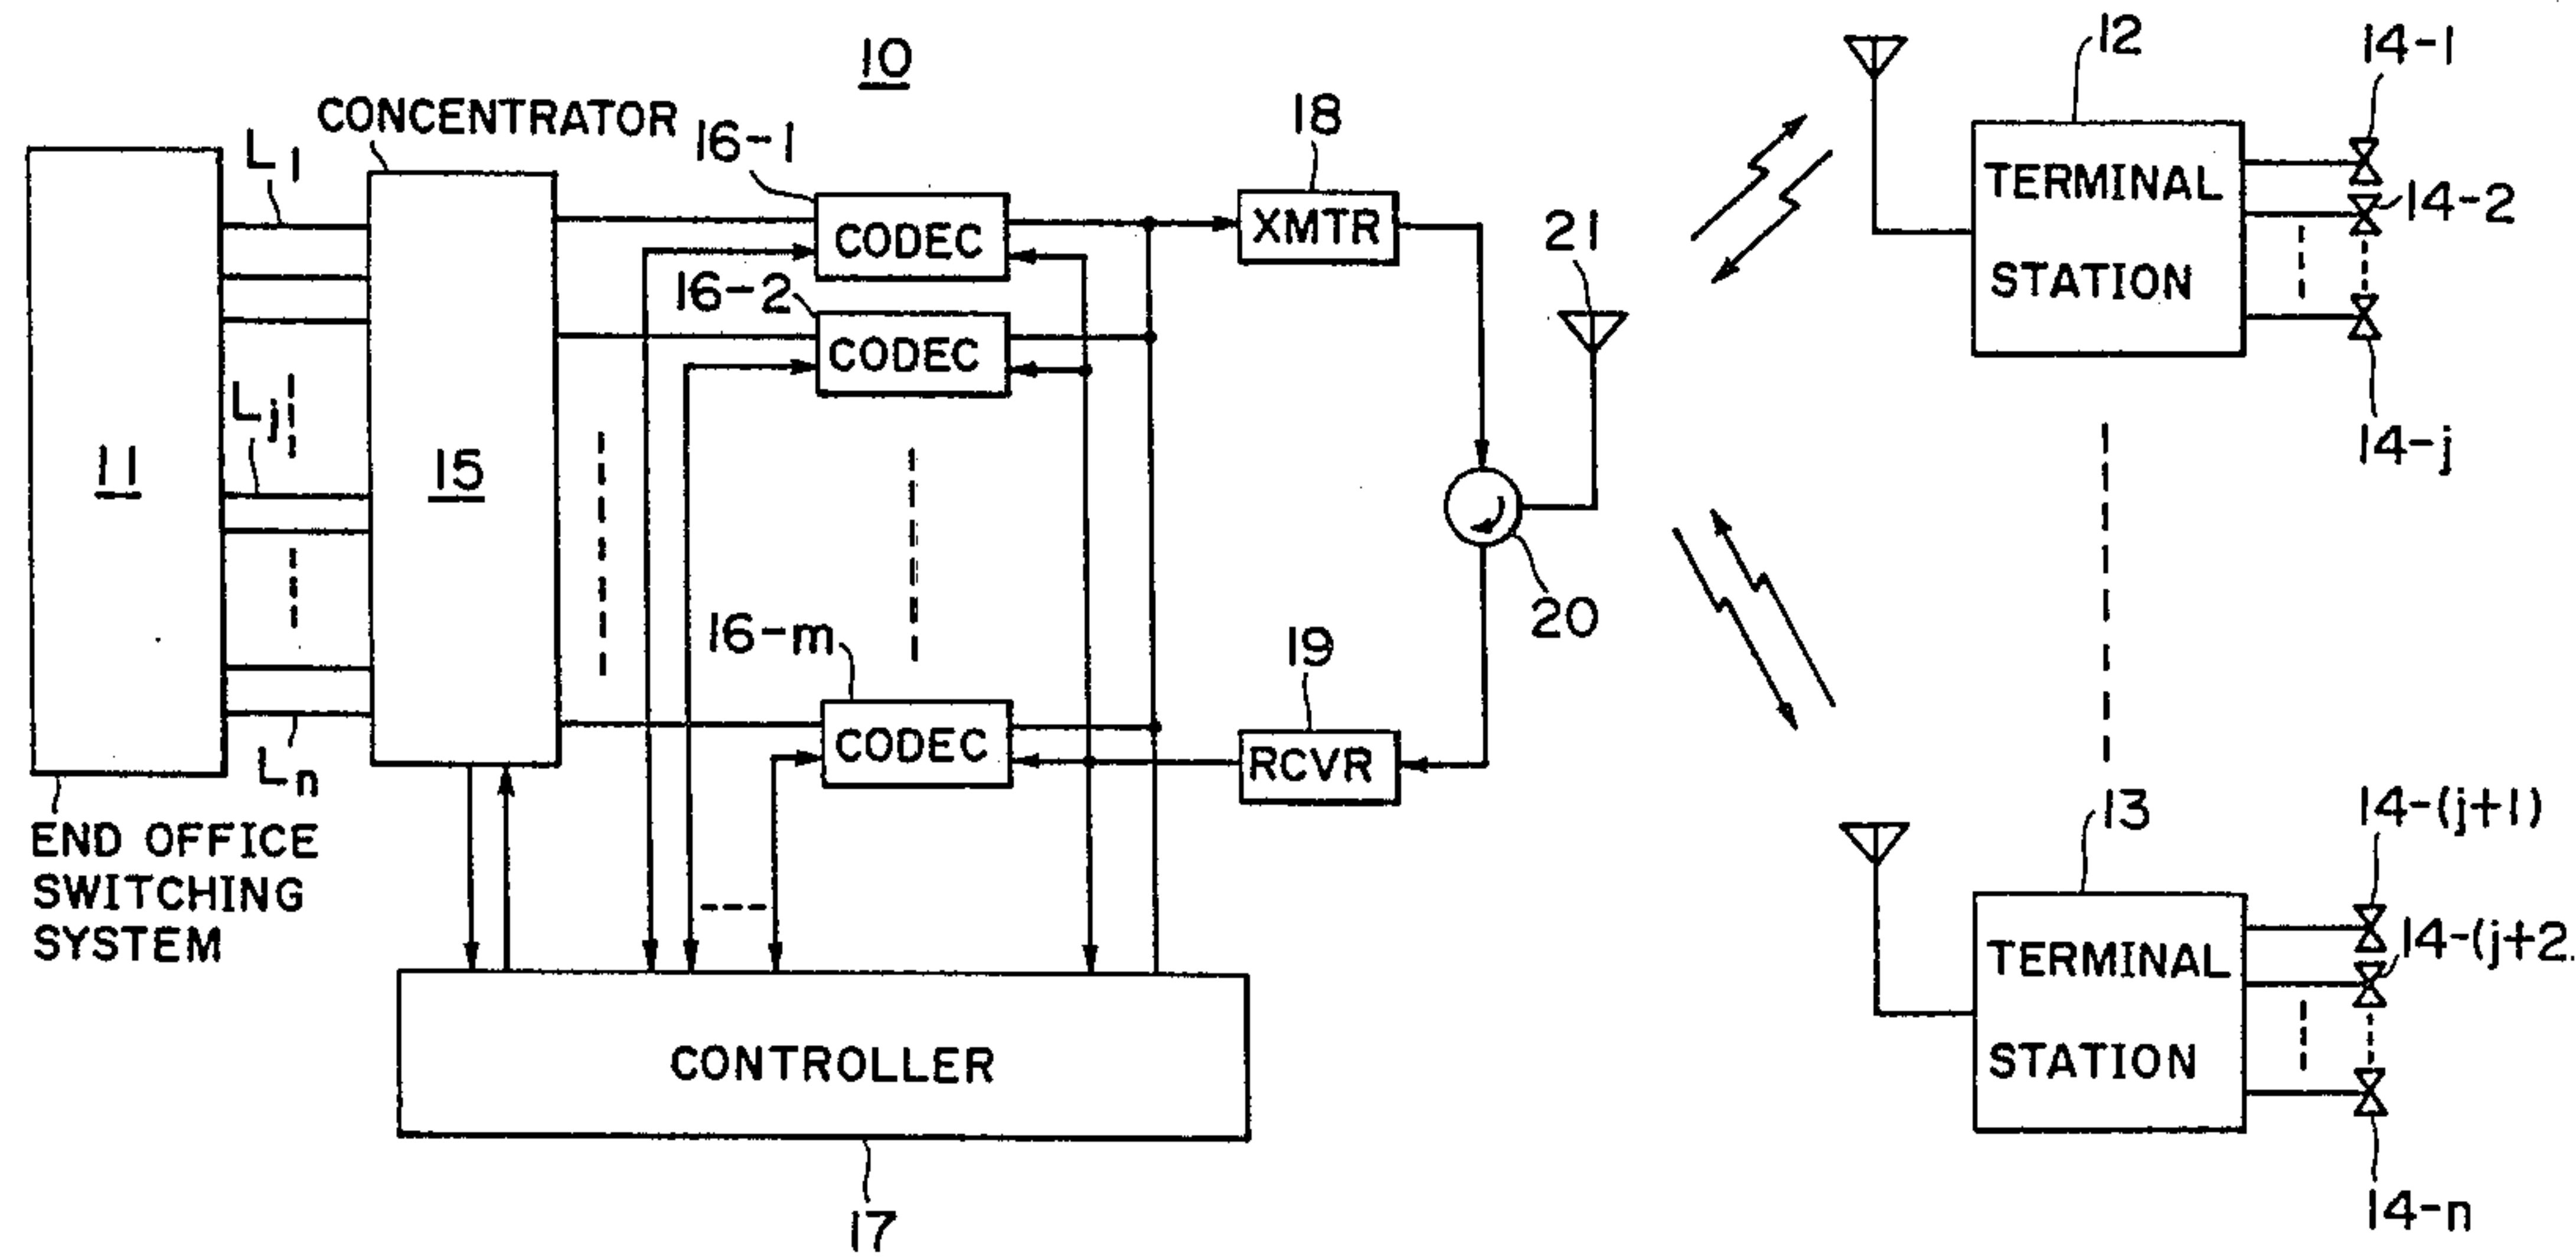 10
CONCENTRATOR
L1
Lj
Ln
11
15
END OFFICE
SWITCHING
SYSTEM
16-1
CODEC
16-2
CODEC
16-m
CODEC
18
XMTR
19
RCVR
20
21
CONTROLLER
17
12
TERMINAL
STATION
14-1
14-2
14-j
13
TERMINAL
STATION
14-(j+1)
14-(j+2.
14-n